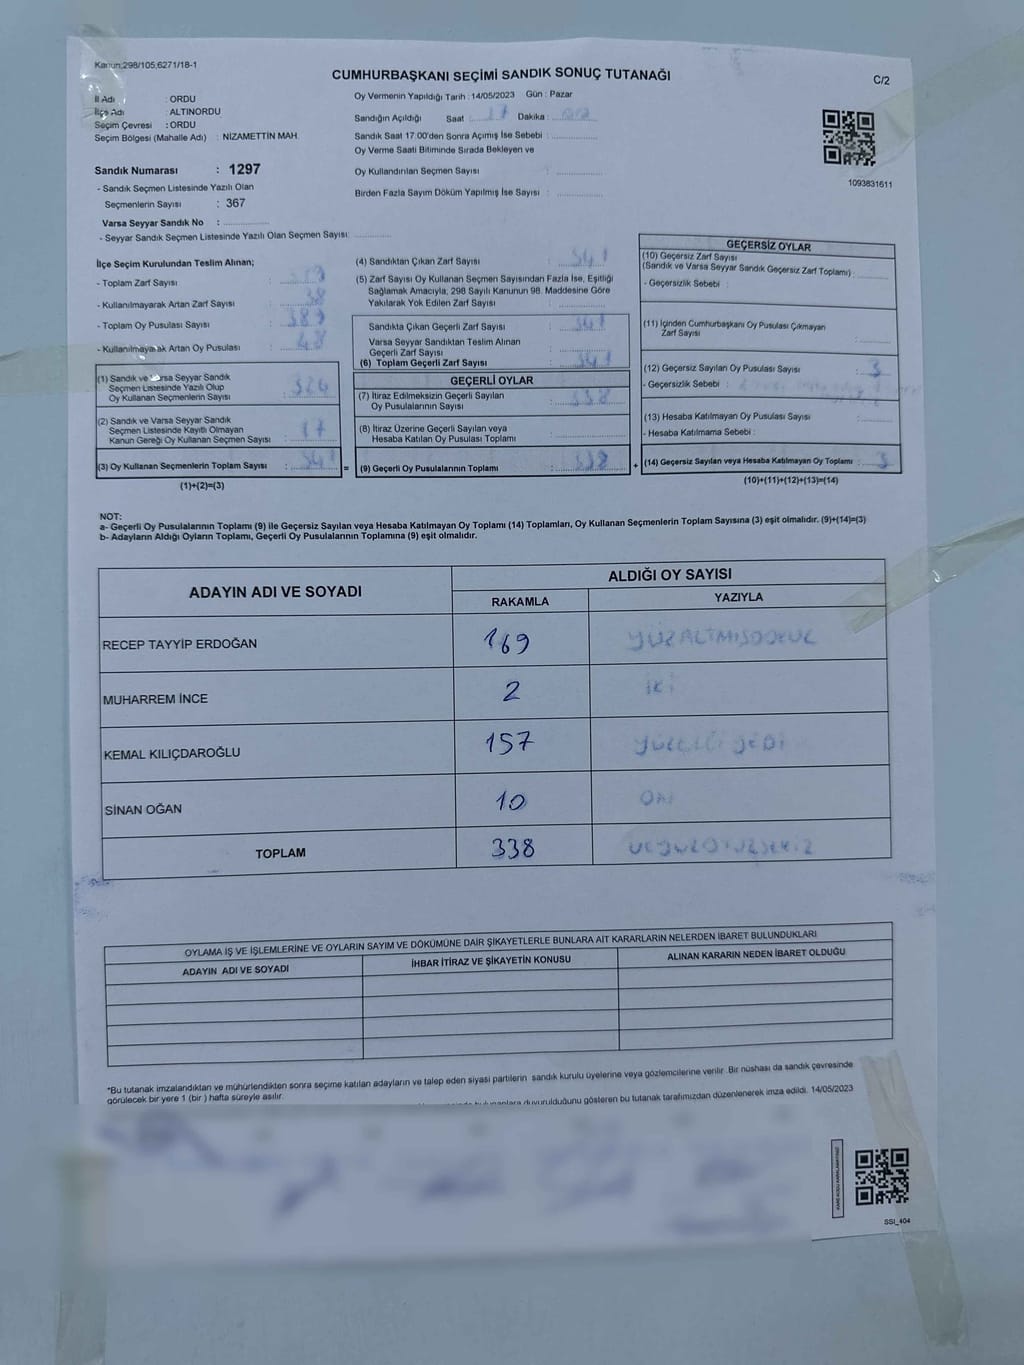 Kanun;298/105;6271/18-1
CUMHURBAŞKANI SEÇİMİ SANDIK SONUÇ TUTANAĞI
C/2
İl Adı : ORDU
İlçe Adı : ALTINORDU
Seçim Çevresi : ORDU
Seçim Bölgesi (Mahalle Adı) : NİZAMETTİN MAH.
Oy Vermenin Yapıldığı Tarih : 14/05/2023 Gün : Pazar
Sandığın Açıldığı Saat : 17 Dakika :
Sandık Saat 17:00'den Sonra Açımış İse Sebebi :
Oy Verme Saati Bitiminde Sırada Bekleyen ve
Oy Kullandırılan Seçmen Sayısı :
Birden Fazla Sayım Döküm Yapılmış İse Sayısı :
1093831611
Sandık Numarası : 1297
- Sandık Seçmen Listesinde Yazılı Olan
Seçmenlerin Sayısı : 367
Varsa Seyyar Sandık No :
- Seyyar Sandık Seçmen Listesinde Yazılı Olan Seçmen Sayısı:
İlçe Seçim Kurulundan Teslim Alınan;
- Toplam Zarf Sayısı :
- Kullanılmayarak Artan Zarf Sayısı : 38
- Toplam Oy Pusulası Sayısı : 389
- Kullanılmayarak Artan Oy Pusulası : 48
(1) Sandık ve Varsa Seyyar Sandık
Seçmen Listesinde Yazılı Olup
Oy Kullanan Seçmenlerin Sayısı : 324
(2) Sandık ve Varsa Seyyar Sandık
Seçmen Listesinde Kayıtlı Olmayan
Kanun Gereği Oy Kullanan Seçmen Sayısı : 17
(3) Oy Kullanan Seçmenlerin Toplam Sayısı : 341
(1)+(2)=(3)
(4) Sandıktan Çıkan Zarf Sayısı : 341
(5) Zarf Sayısı Oy Kullanan Seçmen Sayısından Fazla İse, Eşitliği
Sağlamak Amacıyla, 298 Sayılı Kanunun 98. Maddesine Göre
Yakılarak Yok Edilen Zarf Sayısı :
Sandıkta Çıkan Geçerli Zarf Sayısı : 341
Varsa Seyyar Sandıktan Teslim Alınan
Geçerli Zarf Sayısı :
(6) Toplam Geçerli Zarf Sayısı : 341
GEÇERLİ OYLAR
(7) İtiraz Edilmeksizin Geçerli Sayılan
Oy Pusulalarının Sayısı : 338
(8) İtiraz Üzerine Geçerli Sayılan veya
Hesaba Katılan Oy Pusulası Toplamı :
= (9) Geçerli Oy Pusulalarının Toplamı : 338 +
GEÇERSİZ OYLAR
(10) Geçersiz Zarf Sayısı
(Sandık ve Varsa Seyyar Sandık Geçersiz Zarf Toplamı) :
- Geçersizlik Sebebi :
(11) İçinden Cumhurbaşkanı Oy Pusulası Çıkmayan
Zarf Sayısı :
(12) Geçersiz Sayılan Oy Pusulası Sayısı : 3
- Geçersizlik Sebebi :
(13) Hesaba Katılmayan Oy Pusulası Sayısı :
- Hesaba Katılmama Sebebi :
(14) Geçersiz Sayılan veya Hesaba Katılmayan Oy Toplamı : 3
(10)+(11)+(12)+(13)=(14)
NOT:
a- Geçerli Oy Pusulalarının Toplamı (9) ile Geçersiz Sayılan veya Hesaba Katılmayan Oy Toplamı (14) Toplamları, Oy Kullanan Seçmenlerin Toplam Sayısına (3) eşit olmalıdır. (9)+(14)=(3)
b- Adayların Aldığı Oyların Toplamı, Geçerli Oy Pusulalarının Toplamına (9) eşit olmalıdır.
ADAYIN ADI VE SOYADI ALDIĞI OY SAYISI
RAKAMLA YAZIYLA
RECEP TAYYİP ERDOĞAN 169 YÜZALTMIŞDOKUZ
MUHARREM İNCE 2 İKİ
KEMAL KILIÇDAROĞLU 157 YÜZELLİ YEDİ
SİNAN OĞAN 10 ON
TOPLAM 338 ÜÇYÜZOTUZSEKİZ
OYLAMA İŞ VE İŞLEMLERİNE VE OYLARIN SAYIM VE DÖKÜMÜNE DAİR ŞİKAYETLERLE BUNLARA AİT KARARLARIN NELERDEN İBARET BULUNDUKLARI
ADAYIN ADI VE SOYADI İHBAR İTİRAZ VE ŞİKAYETİN KONUSU ALINAN KARARIN NEDEN İBARET OLDUĞU
*Bu tutanak imzalandıktan ve mühürlendikten sonra seçime katılan adayların ve talep eden siyasi partilerin sandık kurulu üyelerine veya gözlemcilerine verilir. Bir nüshası da sandık çevresinde
görülecek bir yere 1 (bir ) hafta süreyle asılır.
duyurulduğunu gösteren bu tutanak tarafımızdan düzenlenerek imza edildi. 14/05/2023
SSI_404